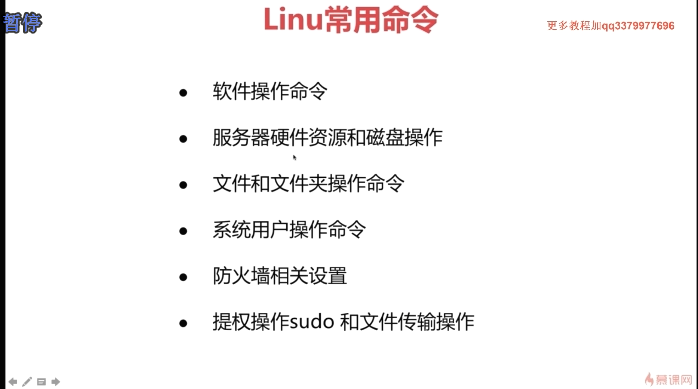 暂停
Linu常用命令
更多教程加qq3379977696
• 软件操作命令
• 服务器硬件资源和磁盘操作
• 文件和文件夹操作命令
• 系统用户操作命令
• 防火墙相关设置
• 提权操作sudo 和文件传输操作
慕课网